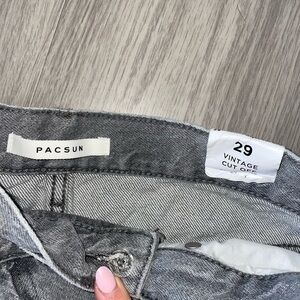 PACSUN
29
VINTAGE
CUT OFF